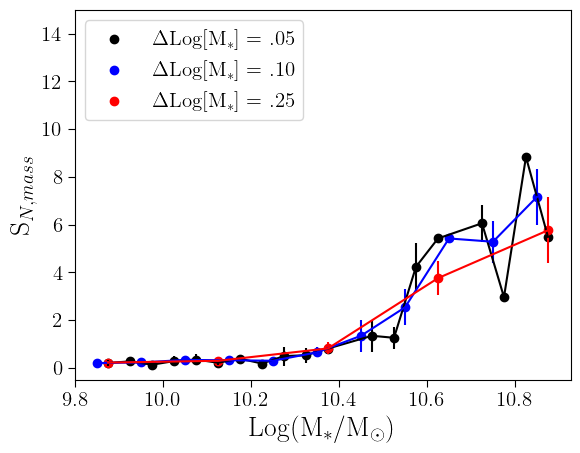 ΔLog[M*] = .05
ΔLog[M*] = .10
ΔLog[M*] = .25
S_{N,mass}
14
12
10
8
6
4
2
0
9.8 10.0 10.2 10.4 10.6 10.8
Log(M*/M⊙)